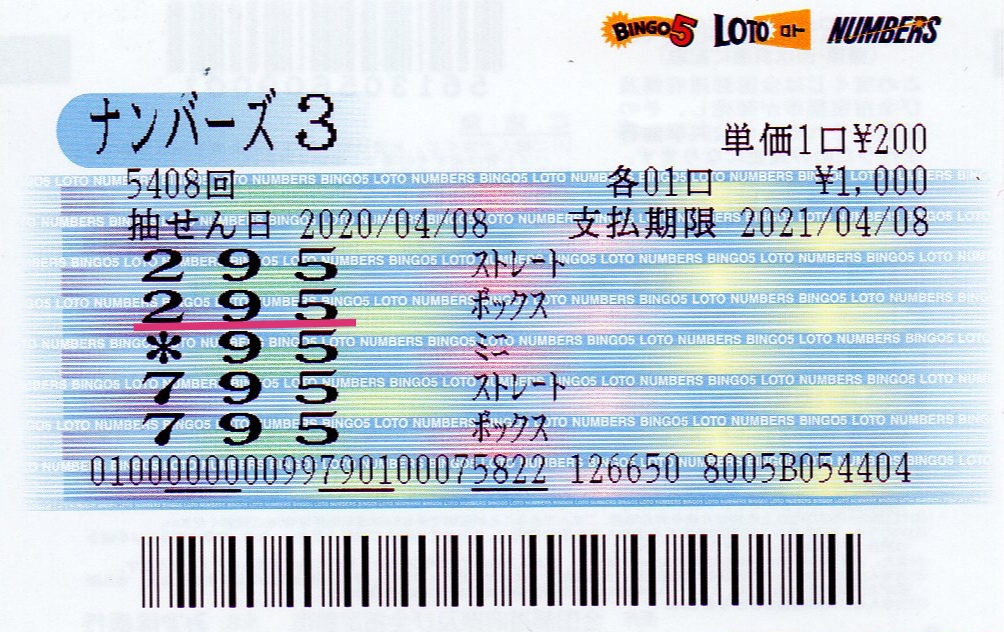 BINGO5 LOTO ロト NUMBERS
ナンバーズ 3
単価1口¥200
5408回 各01口 ¥1,000
抽せん日 2020/04/08 支払期限 2021/04/08
2 9 5 ストレート
2 9 5 ボックス
* 9 5 ミニ
7 9 5 ストレート
7 9 5 ボックス
010000000099790100075822 126650 8005B054404